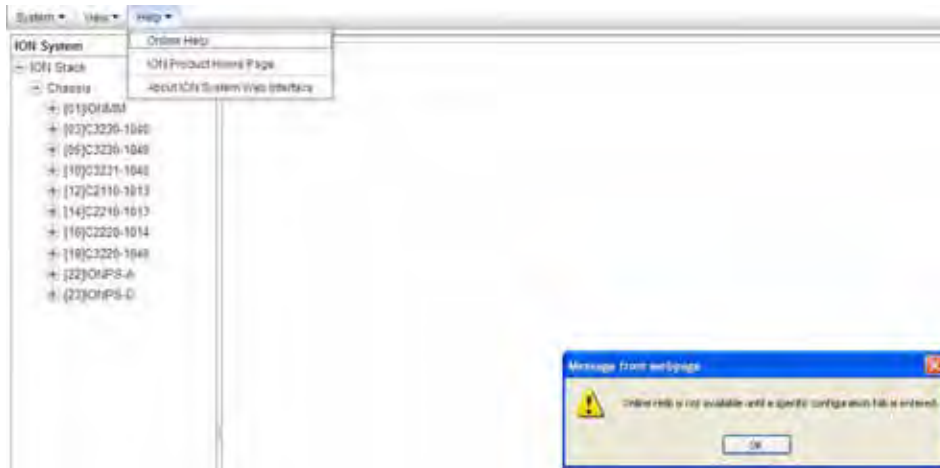 System View Help
ION System
Online Help
ION Stack
ION Product Home Page
Chassis
About ION System Web Interface
[01]IONMM
[03]C3230-1040
[06]C3230-1040
[10]C3231-1040
[12]C2110-1013
[14]C2210-1013
[16]C2220-1014
[18]C3220-1040
[22]IONPS-A
[23]IONPS-D
Message from webpage
Online Help is not available until a specific configuration tab is entered.
OK